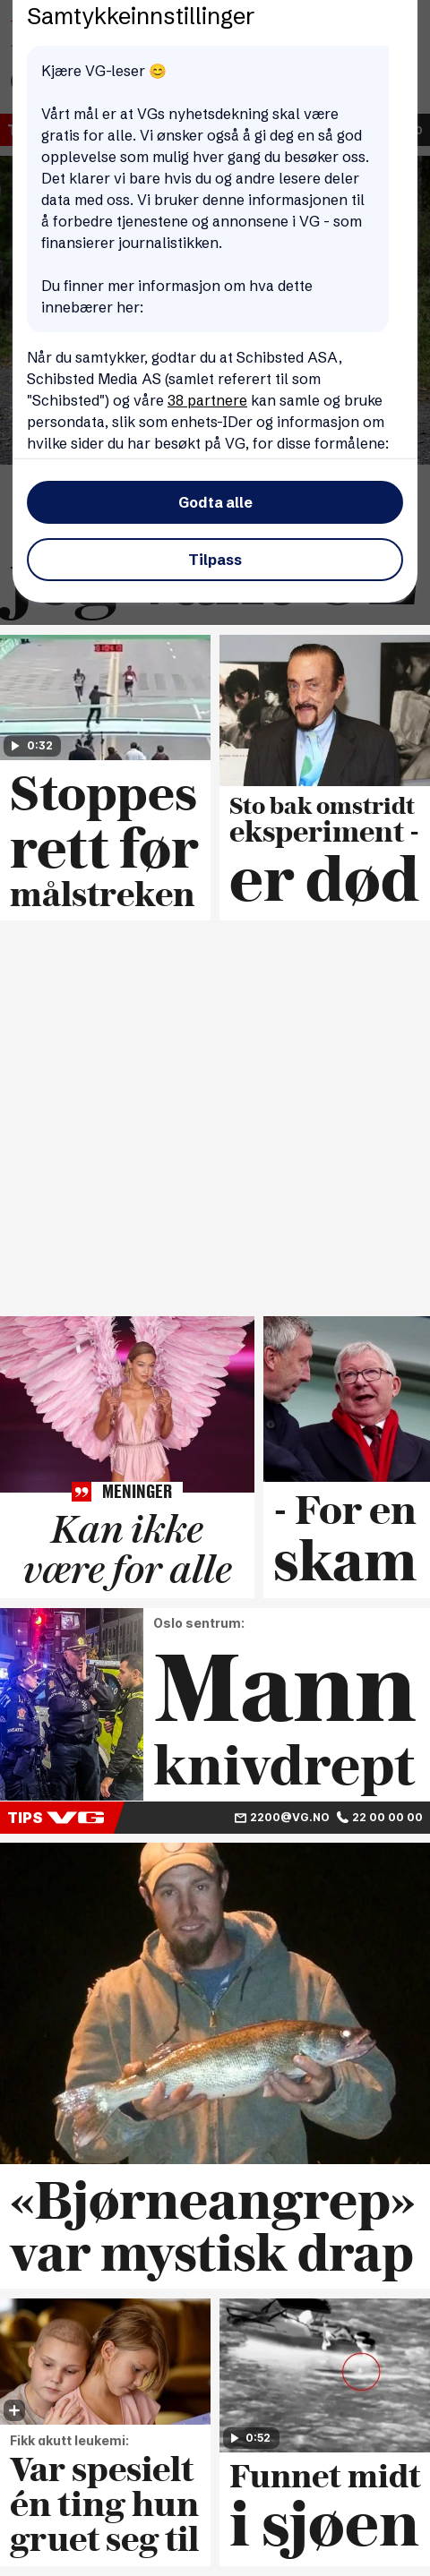 Samtykkeinnstillinger
Kjære VG-leser 😊
Vårt mål er at VGs nyhetsdekning skal være
gratis for alle. Vi ønsker også å gi deg en så god
opplevelse som mulig hver gang du besøker oss.
Det klarer vi bare hvis du og andre lesere deler
data med oss. Vi bruker denne informasjonen til
å forbedre tjenestene og annonsene i VG - som
finansierer journalistikken.
Du finner mer informasjon om hva dette
innebærer her:
Når du samtykker, godtar du at Schibsted ASA,
Schibsted Media AS (samlet referert til som
"Schibsted") og våre 38 partnere kan samle og bruke
persondata, slik som enhets-IDer og informasjon om
hvilke sider du har besøkt på VG, for disse formålene:
Godta alle
Tilpass
0:32
Stoppes
rett før
målstreken
Sto bak omstridt
eksperiment -
er død
MENINGER
Kan ikke
være for alle
- For en
skam
Oslo sentrum:
Mann
knivdrept
TIPS VG 2200@VG.NO 22 00 00 00
«Bjørneangrep»
var mystisk drap
Fikk akutt leukemi:
Var spesielt
én ting hun
gruet seg til
0:52
Funnet midt
i sjøen